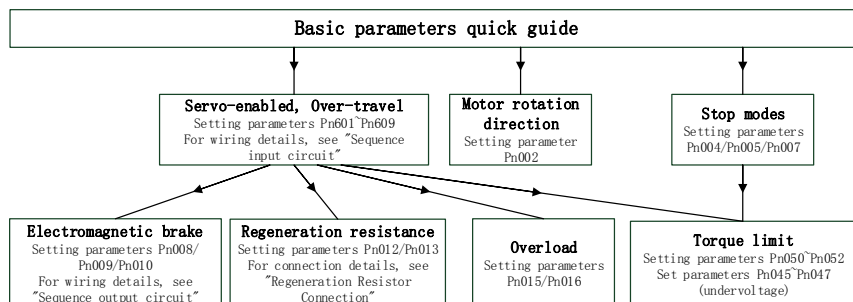 Basic parameters quick guide
Servo-enabled, Over-travel
Setting parameters Pn601~Pn609
For wiring details, see "Sequence
input circuit"
Motor rotation
direction
Setting parameter
Pn002
Stop modes
Setting parameters
Pn004/Pn005/Pn007
Electromagnetic brake
Setting parameters Pn008/
Pn009/Pn010
For wiring details, see
"Sequence output circuit"
Regeneration resistance
Setting parameters Pn012/Pn013
For connection details, see
"Regeneration Resistor
Connection"
Overload
Setting parameters
Pn015/Pn016
Torque limit
Setting parameters Pn050~Pn052
Set parameters Pn045~Pn047
(undervoltage)